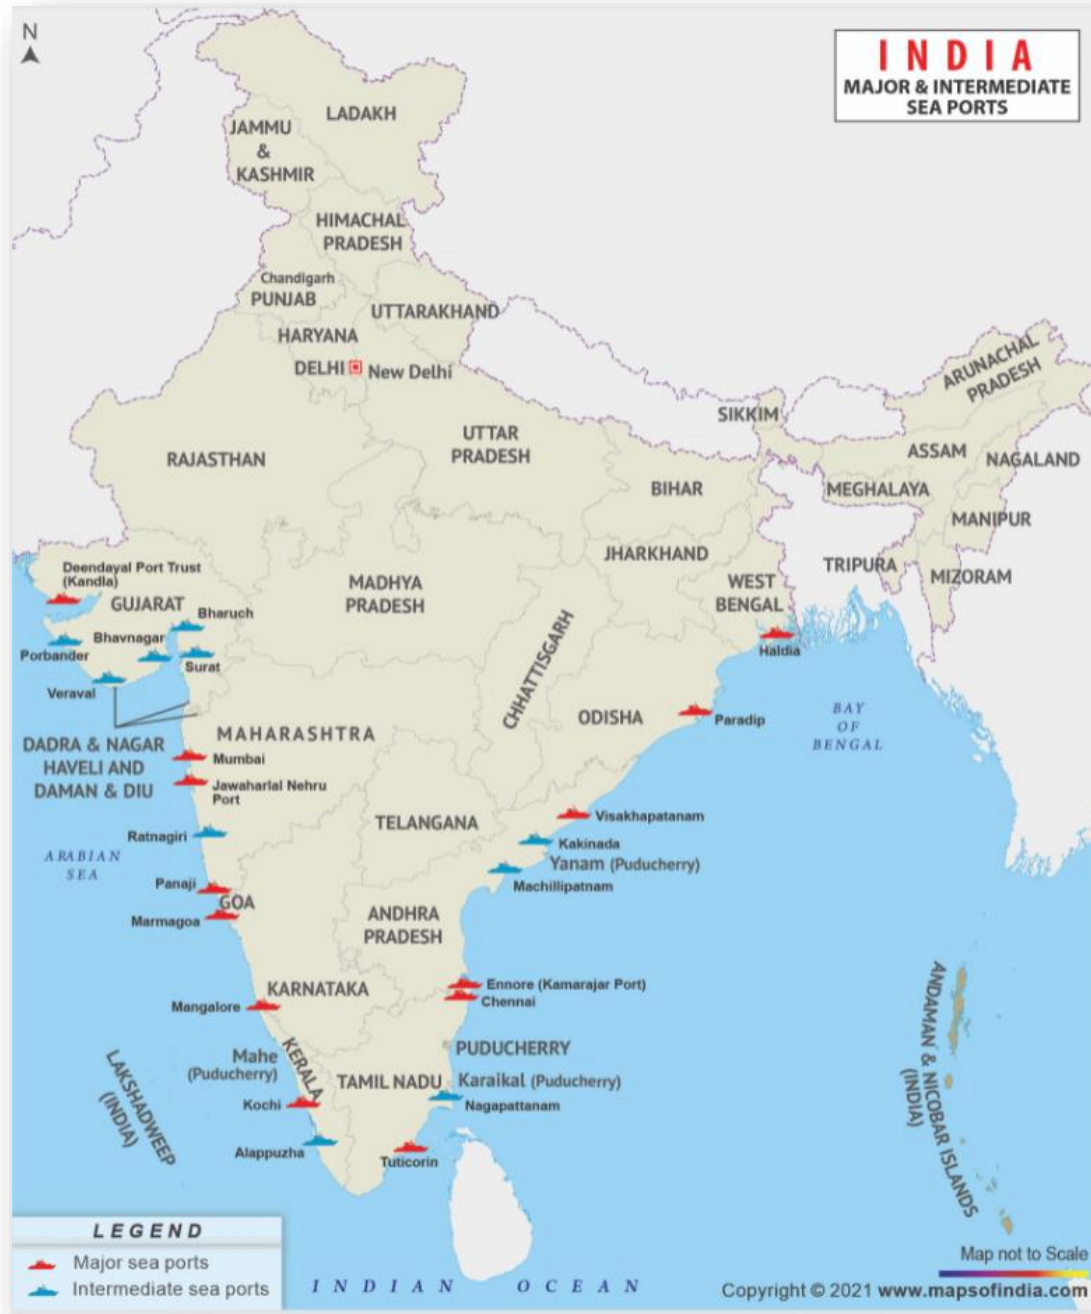 N
INDIA
MAJOR & INTERMEDIATE
SEA PORTS
LADAKH
JAMMU
&
KASHMIR
HIMACHAL
PRADESH
Chandigarh
PUNJAB
UTTARAKHAND
HARYANA
DELHI
New Delhi
ARUNACHAL
PRADESH
SIKKIM
RAJASTHAN
UTTAR
PRADESH
ASSAM
NAGALAND
BIHAR
MEGHALAYA
MANIPUR
JHARKHAND
TRIPURA
MIZORAM
Deendayal Port Trust
(Kandla)
GUJARAT
MADHYA
PRADESH
WEST
BENGAL
Bharuch
Bhavnagar
Porbander
Surat
Haldia
Veraval
CHHATTISGARH
ODISHA
Paradip
BAY
OF
BENGAL
DADRA & NAGAR
HAVELI AND
DAMAN & DIU
MAHARASHTRA
Mumbai
Jawaharlal Nehru
Port
TELANGANA
Visakhapatanam
Ratnagiri
Kakinada
Yanam (Puducherry)
Machillipatnam
ARABIAN
SEA
Panaji
GOA
Marmagoa
ANDHRA
PRADESH
KARNATAKA
Ennore (Kamarajar Port)
Chennai
Mangalore
ANDAMAN & NICOBAR ISLANDS
(INDIA)
PUDUCHERRY
Mahe
(Puducherry)
KERALA
TAMIL NADU
Karaikal (Puducherry)
Nagapattanam
LAKSHADWEEP
(INDIA)
Kochi
Alappuzha
Tuticorin
LEGEND
Major sea ports
Intermediate sea ports
INDIAN OCEAN
Map not to Scale
Copyright © 2021 www.mapsofindia.com